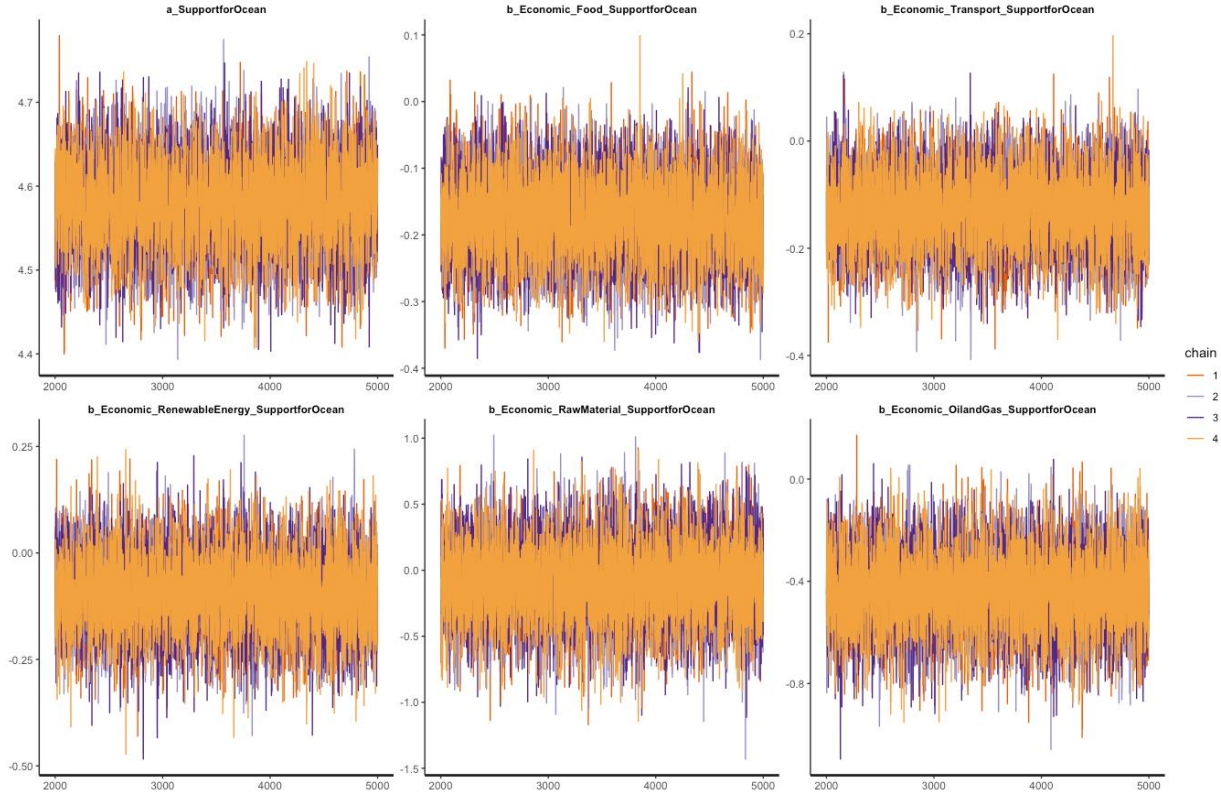 a_SupportforOcean
b_Economic_Food_SupportforOcean
b_Economic_Transport_SupportforOcean
4.7
4.6
4.5
4.4
0.1
0.0
-0.1
-0.2
-0.3
-0.4
0.2
0.0
-0.2
-0.4
2000 3000 4000 5000
2000 3000 4000 5000
2000 3000 4000 5000
chain
1
2
3
4
b_Economic_RenewableEnergy_SupportforOcean
b_Economic_RawMaterial_SupportforOcean
b_Economic_OilandGas_SupportforOcean
0.25
0.00
-0.25
-0.50
1.0
0.5
0.0
-0.5
-1.0
-1.5
0.0
-0.4
-0.8
2000 3000 4000 5000
2000 3000 4000 5000
2000 3000 4000 5000